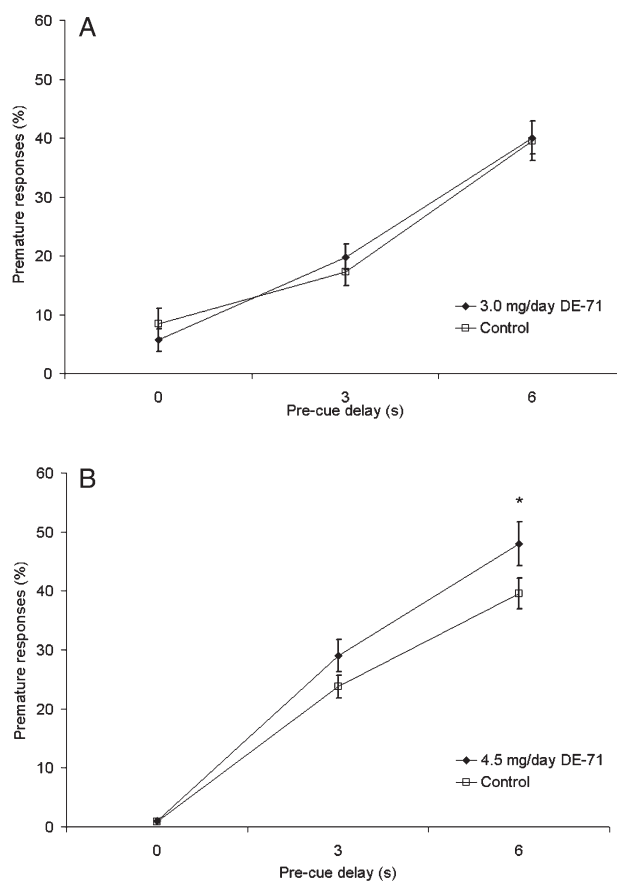 A
60
50
40
30
20
10
0
Premature responses (%)
3.0 mg/day DE-71
Control
0 3 6
Pre-cue delay (s)
B
60
50
40
30
20
10
0
Premature responses (%)
*
4.5 mg/day DE-71
Control
0 3 6
Pre-cue delay (s)